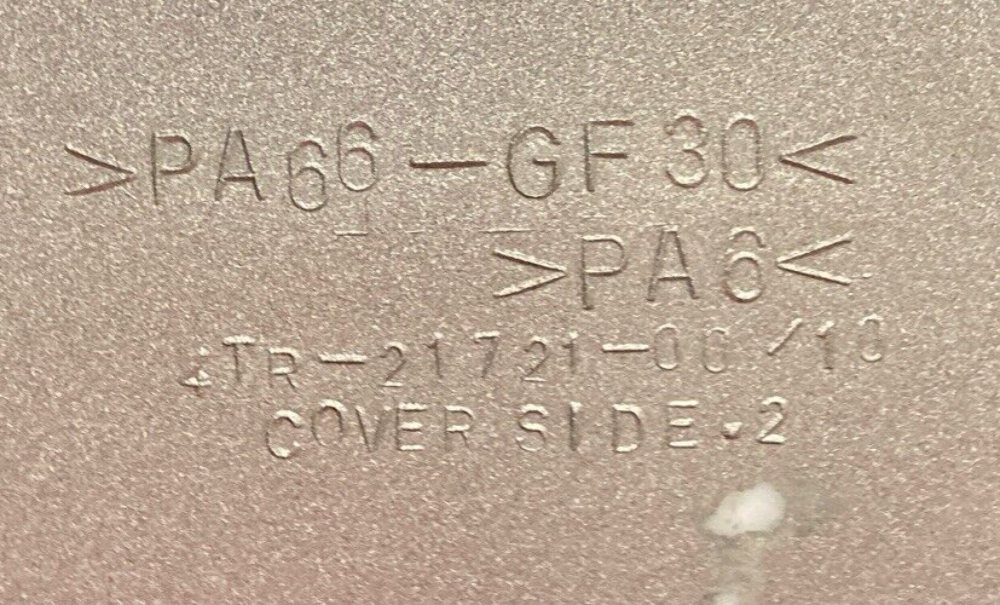 >PA66-GF30<
>PA6<
4TR-21721-00/10
COVER SIDE.2